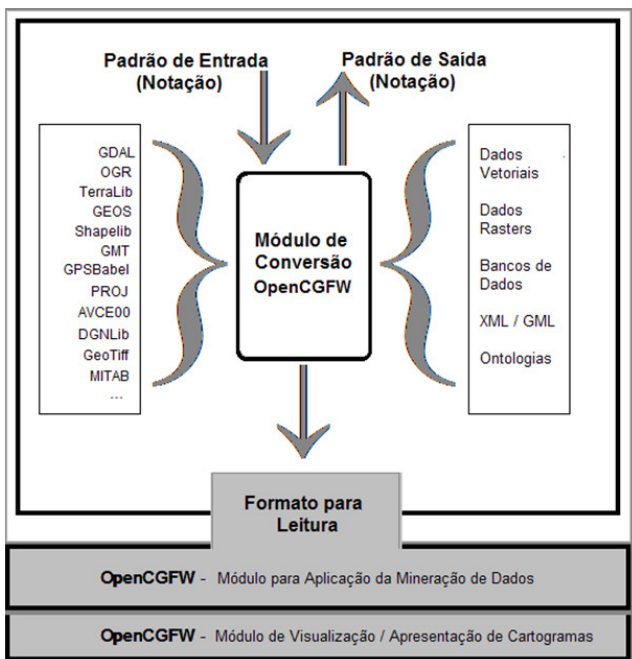 Padrão de Entrada
(Notação)
Padrão de Saída
(Notação)
GDAL
OGR
TerraLib
GEOS
Shapelib
GMT
GPSBabel
PROJ
AVCE00
DGNLib
GeoTiff
MITAB
...
Módulo de
Conversão
OpenCGFW
Dados
Vetoriais
Dados
Rasters
Bancos de
Dados
XML / GML
Ontologias
Formato para
Leitura
OpenCGFW - Módulo para Aplicação da Mineração de Dados
OpenCGFW - Módulo de Visualização / Apresentação de Cartogramas